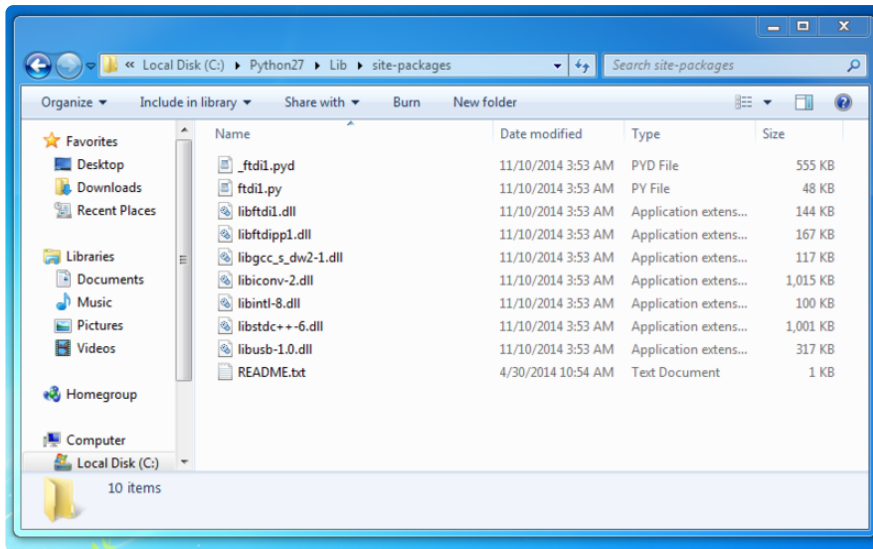 « Local Disk (C:) ▸ Python27 ▸ Lib ▸ site-packages
Search site-packages
Organize Include in library Share with Burn New folder
Favorites
Desktop
Downloads
Recent Places
Libraries
Documents
Music
Pictures
Videos
Homegroup
Computer
Local Disk (C:)
Name Date modified Type Size
_ftdi1.pyd 11/10/2014 3:53 AM PYD File 555 KB
ftdi1.py 11/10/2014 3:53 AM PY File 48 KB
libftdi1.dll 11/10/2014 3:53 AM Application extens... 144 KB
libftdipp1.dll 11/10/2014 3:53 AM Application extens... 167 KB
libgcc_s_dw2-1.dll 11/10/2014 3:53 AM Application extens... 117 KB
libiconv-2.dll 11/10/2014 3:53 AM Application extens... 1,015 KB
libintl-8.dll 11/10/2014 3:53 AM Application extens... 100 KB
libstdc++-6.dll 11/10/2014 3:53 AM Application extens... 1,001 KB
libusb-1.0.dll 11/10/2014 3:53 AM Application extens... 317 KB
README.txt 4/30/2014 10:54 AM Text Document 1 KB
10 items